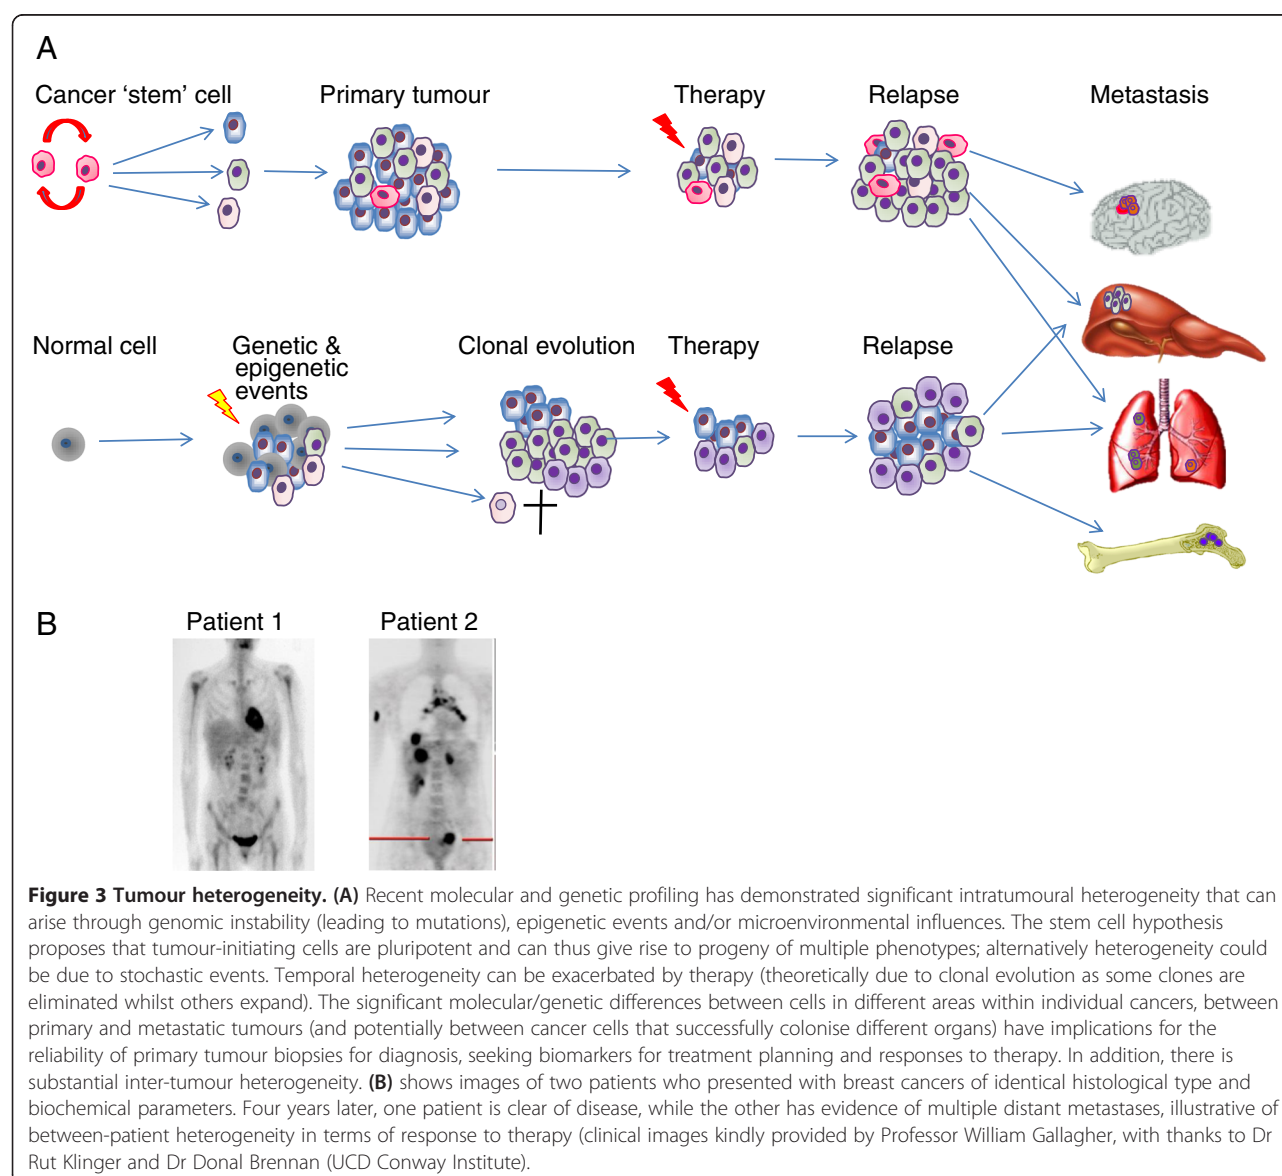 A
Cancer ‘stem’ cell
Primary tumour
Therapy
Relapse
Metastasis
Normal cell
Genetic &
epigenetic
events
Clonal evolution
Therapy
Relapse
B
Patient 1
Patient 2
Figure 3 Tumour heterogeneity. (A) Recent molecular and genetic profiling has demonstrated significant intratumoural heterogeneity that can
arise through genomic instability (leading to mutations), epigenetic events and/or microenvironmental influences. The stem cell hypothesis
proposes that tumour-initiating cells are pluripotent and can thus give rise to progeny of multiple phenotypes; alternatively heterogeneity could
be due to stochastic events. Temporal heterogeneity can be exacerbated by therapy (theoretically due to clonal evolution as some clones are
eliminated whilst others expand). The significant molecular/genetic differences between cells in different areas within individual cancers, between
primary and metastatic tumours (and potentially between cancer cells that successfully colonise different organs) have implications for the
reliability of primary tumour biopsies for diagnosis, seeking biomarkers for treatment planning and responses to therapy. In addition, there is
substantial inter-tumour heterogeneity. (B) shows images of two patients who presented with breast cancers of identical histological type and
biochemical parameters. Four years later, one patient is clear of disease, while the other has evidence of multiple distant metastases, illustrative of
between-patient heterogeneity in terms of response to therapy (clinical images kindly provided by Professor William Gallagher, with thanks to Dr
Rut Klinger and Dr Donal Brennan (UCD Conway Institute).